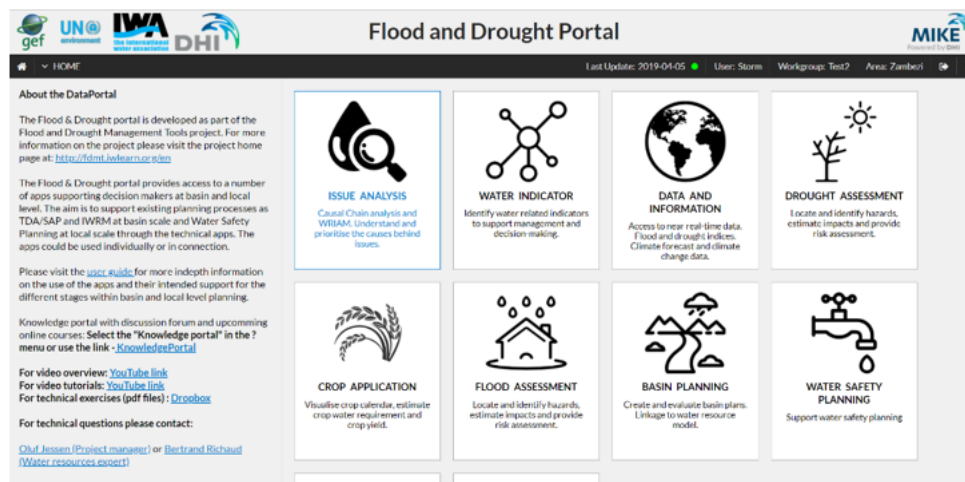 gef
UN environment
IWA
the international
water association
DHI
Flood and Drought Portal
MIKE
Powered by DHI
HOME
Last Update: 2019-04-05 User: Storm Workgroup: Test2 Area: Zambezi
About the DataPortal
The Flood & Drought portal is developed as part of the
Flood and Drought Management Tools project. For more
information on the project please visit the project home
page at: http://fdmt.iwlearn.org/en
The Flood & Drought portal provides access to a number
of apps supporting decision makers at basin and local
level. The aim is to support existing planning processes as
TDA/SAP and IWRM at basin scale and Water Safety
Planning at local scale through the technical apps. The
apps could be used individually or in connection.
Please visit the user guide for more indepth information
on the use of the apps and their intended support for the
different stages within basin and local level planning.
Knowledge portal with discussion forum and upcomming
online courses: Select the "Knowledge portal" in the ?
menu or use the link - KnowledgePortal
For video overview: YouTube link
For video tutorials: YouTube link
For technical exercises (pdf files) : Dropbox
For technical questions please contact:
Oluf Jessen (Project manager) or Bertrand Richaud
(Water resources expert)
ISSUE ANALYSIS
Causal Chain analysis and
WRIAM. Understand and
prioritise the causes behind
issues.
WATER INDICATOR
Identify water related indicators
to support management and
decision-making.
DATA AND
INFORMATION
Access to near real-time data.
Flood and drought indices.
Climate forecast and climate
change data.
DROUGHT ASSESSMENT
Locate and identify hazards,
estimate impacts and provide
risk assessment.
CROP APPLICATION
Visualise crop calendar, estimate
crop water requirement and
crop yield.
FLOOD ASSESSMENT
Locate and identify hazards,
estimate impacts and provide
risk assessment.
BASIN PLANNING
Create and evaluate basin plans.
Linkage to water resource
model.
WATER SAFETY
PLANNING
Support water safety planning